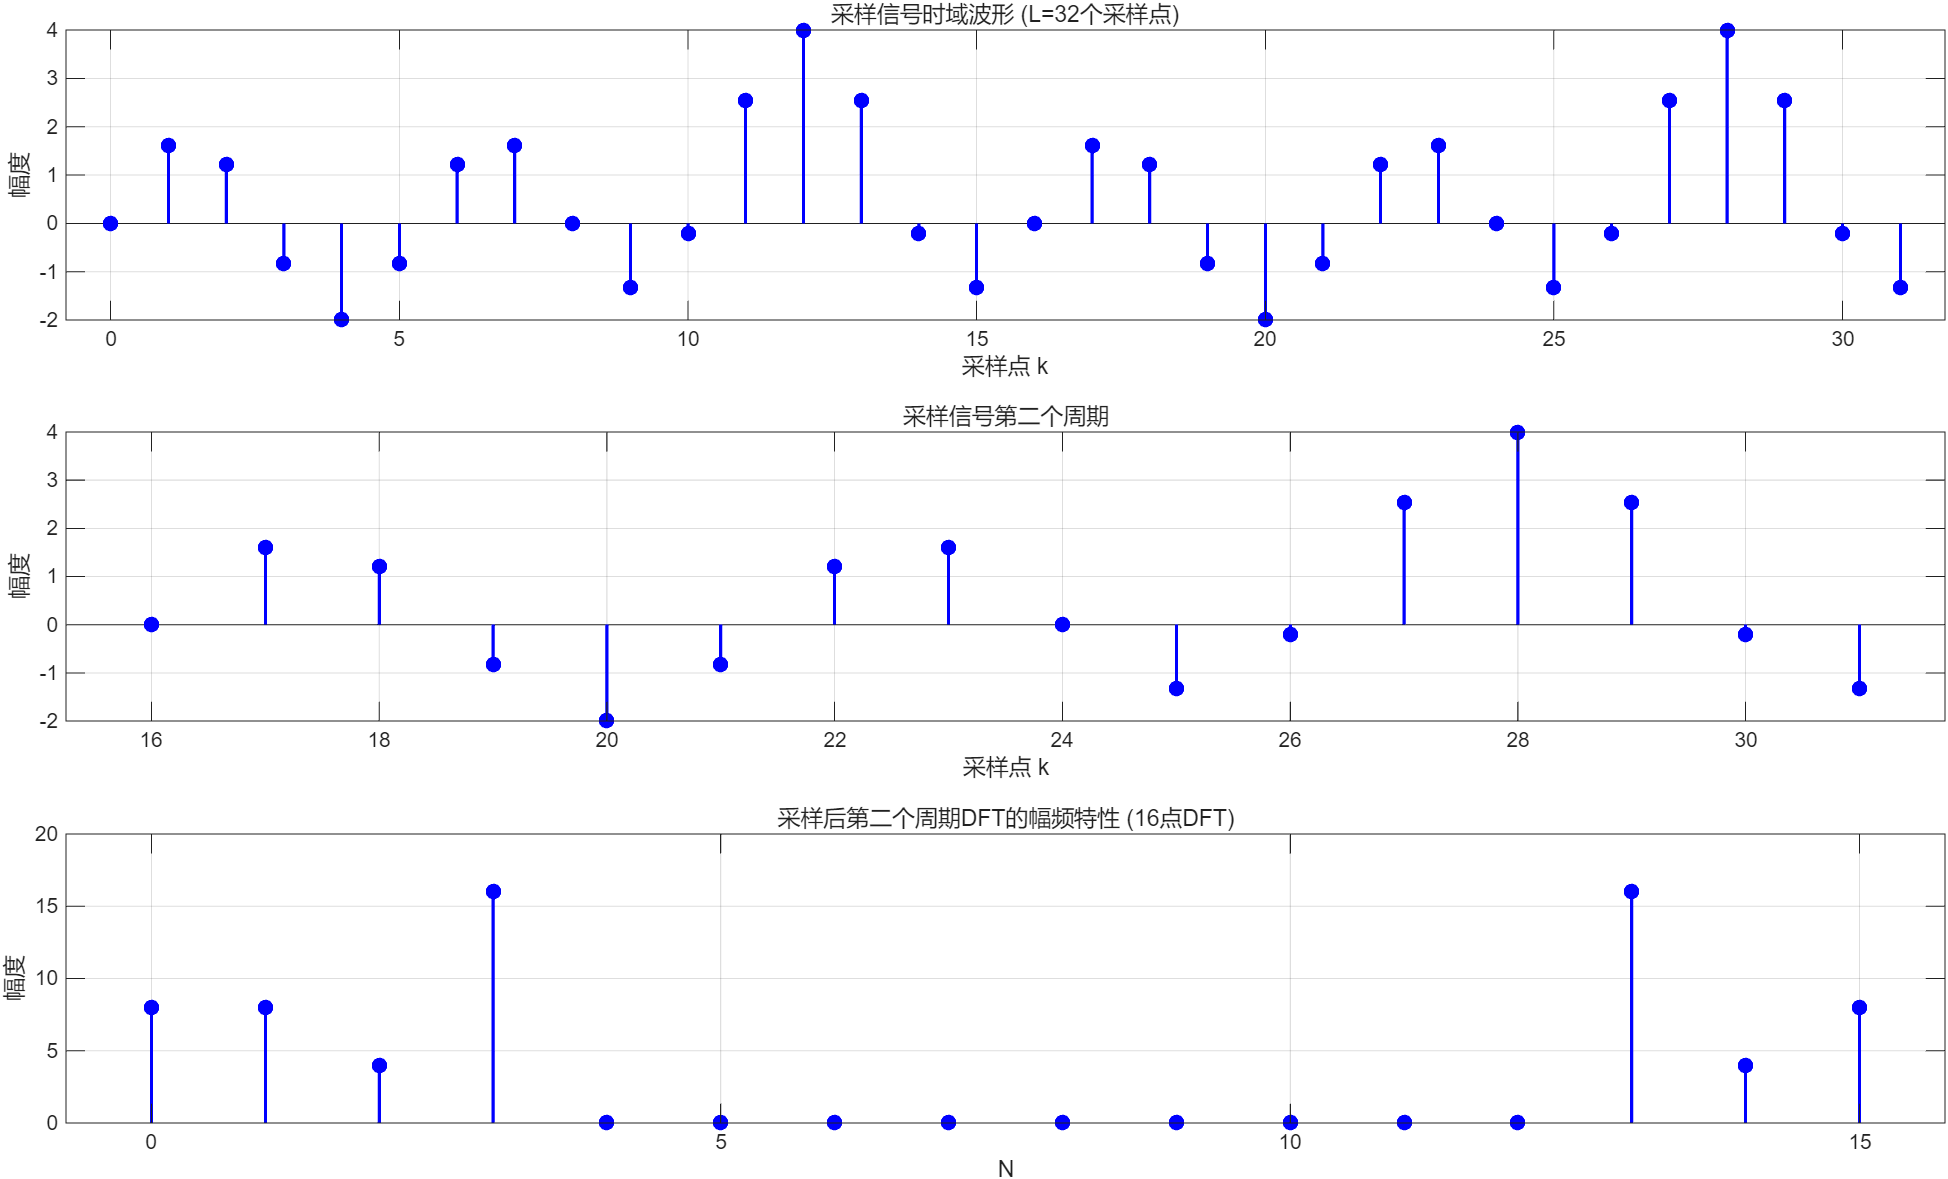 采样信号时域波形 (L=32个采样点)
4
3
2
1
0
-1
-2
幅度
0 5 10 15 20 25 30
采样点 k
采样信号第二个周期
4
3
2
1
0
-1
-2
幅度
16 18 20 22 24 26 28 30
采样点 k
采样后第二个周期DFT的幅频特性 (16点DFT)
20
15
10
5
0
幅度
0 5 10 15
N